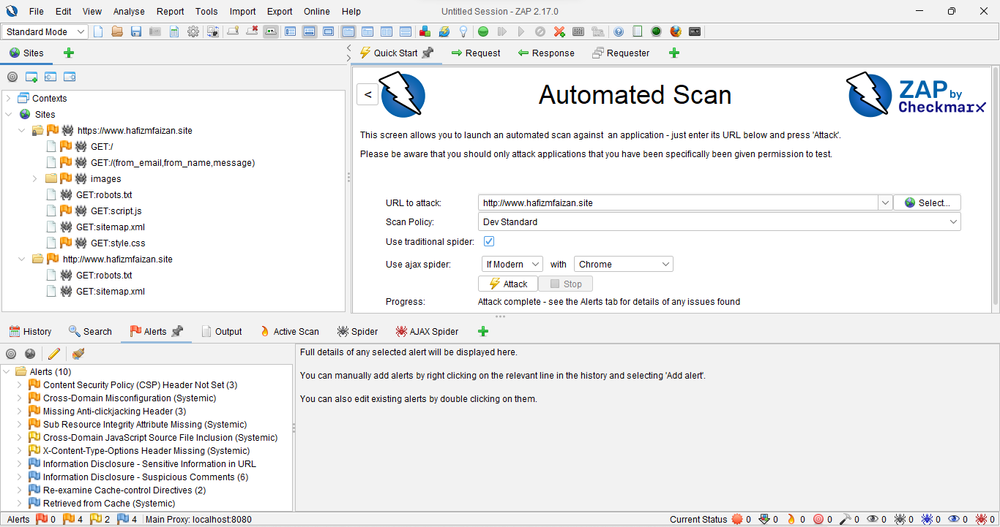 File Edit View Analyse Report Tools Import Export Online Help Untitled Session - ZAP 2.17.0
Standard Mode
Sites
Quick Start Request Response Requester
Contexts
Sites
https://www.hafizmfaizan.site
GET:/
GET:/(from_email,from_name,message)
images
GET:robots.txt
GET:script.js
GET:sitemap.xml
GET:style.css
http://www.hafizmfaizan.site
GET:robots.txt
GET:sitemap.xml
<
Automated Scan
ZAP by
Checkmarx
This screen allows you to launch an automated scan against an application - just enter its URL below and press 'Attack'.
Please be aware that you should only attack applications that you have been specifically been given permission to test.
URL to attack: http://www.hafizmfaizan.site Select...
Scan Policy: Dev Standard
Use traditional spider:
Use ajax spider: If Modern with Chrome
Attack Stop
Progress: Attack complete - see the Alerts tab for details of any issues found
History Search Alerts Output Active Scan Spider AJAX Spider
Alerts (10)
Content Security Policy (CSP) Header Not Set (3)
Cross-Domain Misconfiguration (Systemic)
Missing Anti-clickjacking Header (3)
Sub Resource Integrity Attribute Missing (Systemic)
Cross-Domain JavaScript Source File Inclusion (Systemic)
X-Content-Type-Options Header Missing (Systemic)
Information Disclosure - Sensitive Information in URL
Information Disclosure - Suspicious Comments (6)
Re-examine Cache-control Directives (2)
Retrieved from Cache (Systemic)
Full details of any selected alert will be displayed here.
You can manually add alerts by right clicking on the relevant line in the history and selecting 'Add alert'.
You can also edit existing alerts by double clicking on them.
Alerts 0 4 2 4 Main Proxy: localhost:8080 Current Status 0 0 0 0 0 0 0 0 0 0